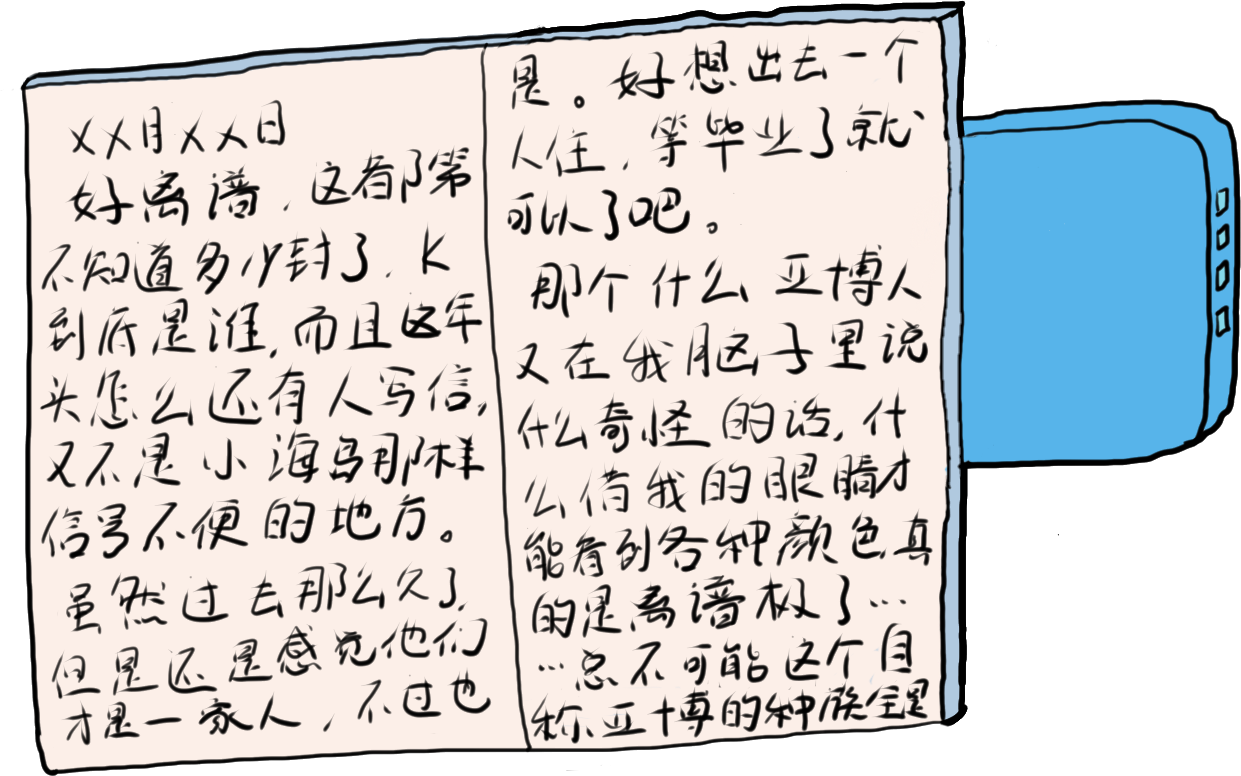 XX月XX日
好离谱，这都第
不知道多少封了，K
到底是谁，而且这年
头怎么还有人写信，
又不是小海马那样
信号不便的地方。
虽然过去那么久了，
但是还是感觉他们
才是一家人，不过也
是。好想出去一个
人住，等毕业了就
可以了吧。
那个什么亚博人
又在我脑子里说
什么奇怪的话，什
么借我的眼睛才
能看到各种颜色真
的是离谱极了…
…总不可能这个自
称亚博的种族全是